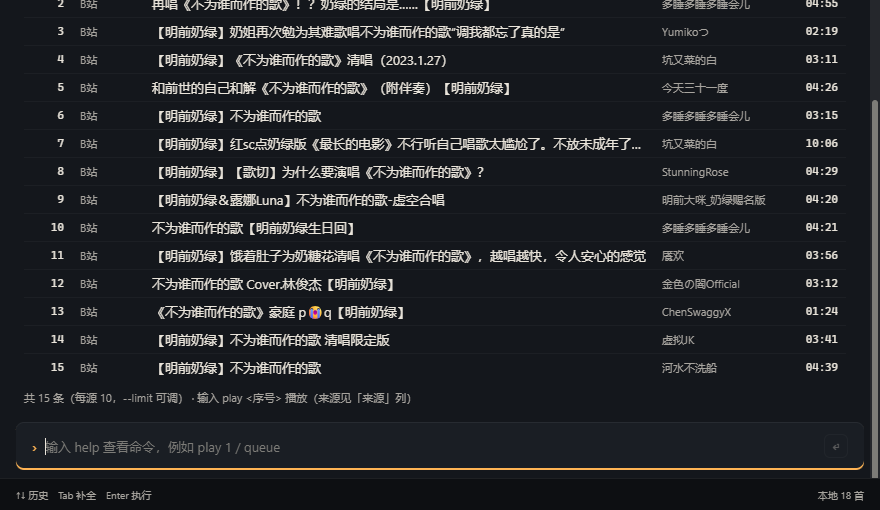 2 B站 再唱《不为谁而作的歌》！？奶绿的结局是......【明前奶绿】 多睡多睡多睡会儿 04:55
3 B站 【明前奶绿】奶姐再次勉为其难歌唱不为谁而作的歌“调我都忘了真的是” Yumikoつ 02:19
4 B站 【明前奶绿】《不为谁而作的歌》清唱（2023.1.27） 坑又菜的白 03:11
5 B站 和前世的自己和解《不为谁而作的歌》（附伴奏）【明前奶绿】 今天三十一度 04:26
6 B站 【明前奶绿】不为谁而作的歌 多睡多睡多睡会儿 03:15
7 B站 【明前奶绿】红sc点奶绿版《最长的电影》不行听自己唱歌太尴尬了。不放未成年了... 坑又菜的白 10:06
8 B站 【明前奶绿】【歌切】为什么要演唱《不为谁而作的歌》？ StunningRose 04:29
9 B站 【明前奶绿＆露娜Luna】不为谁而作的歌-虚空合唱 明前大咪_奶绿赐名版 04:20
10 B站 不为谁而作的歌【明前奶绿生日回】 多睡多睡多睡会儿 04:21
11 B站 【明前奶绿】饿着肚子为奶糖花清唱《不为谁而作的歌》，越唱越快，令人安心的感觉 03:56
12 B站 不为谁而作的歌 Cover.林俊杰【明前奶绿】 金色の閣Official 03:12
13 B站 《不为谁而作的歌》豪庭 p q【明前奶绿】 ChenSwaggyX 01:24
14 B站 【明前奶绿】不为谁而作的歌 清唱限定版 虚拟JK 03:41
15 B站 【明前奶绿】不为谁而作的歌 河水不洗船 04:39
共 15 条（每源 10，--limit 可调） · 输入 play <序号> 播放（来源见「来源」列）
› 输入 help 查看命令，例如 play 1 / queue ↵
↑↓ 历史 Tab 补全 Enter 执行 本地 18 首